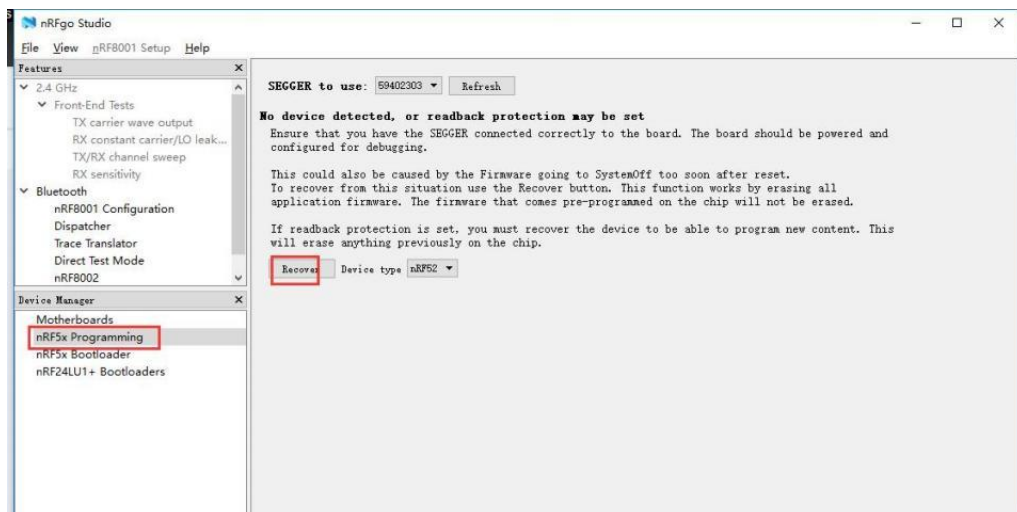 nRFgo Studio
File View nRF8001 Setup Help
Features
2.4 GHz
Front-End Tests
TX carrier wave output
RX constant carrier/LO leak...
TX/RX channel sweep
RX sensitivity
Bluetooth
nRF8001 Configuration
Dispatcher
Trace Translator
Direct Test Mode
nRF8002
Device Manager
Motherboards
nRF5x Programming
nRF5x Bootloader
nRF24LU1+ Bootloaders
SEGGER to use: 59402303 Refresh
No device detected, or readback protection may be set
Ensure that you have the SEGGER connected correctly to the board. The board should be powered and
configured for debugging.
This could also be caused by the Firmware going to SystemOff too soon after reset.
To recover from this situation use the Recover button. This function works by erasing all
application firmware. The firmware that comes pre-programmed on the chip will not be erased.
If readback protection is set, you must recover the device to be able to program new content. This
will erase anything previously on the chip.
Recover Device type nRF52